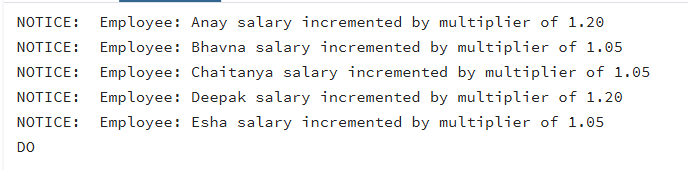 NOTICE:  Employee: Anay salary incremented by multiplier of 1.20
NOTICE:  Employee: Bhavna salary incremented by multiplier of 1.05
NOTICE:  Employee: Chaitanya salary incremented by multiplier of 1.05
NOTICE:  Employee: Deepak salary incremented by multiplier of 1.20
NOTICE:  Employee: Esha salary incremented by multiplier of 1.05
DO